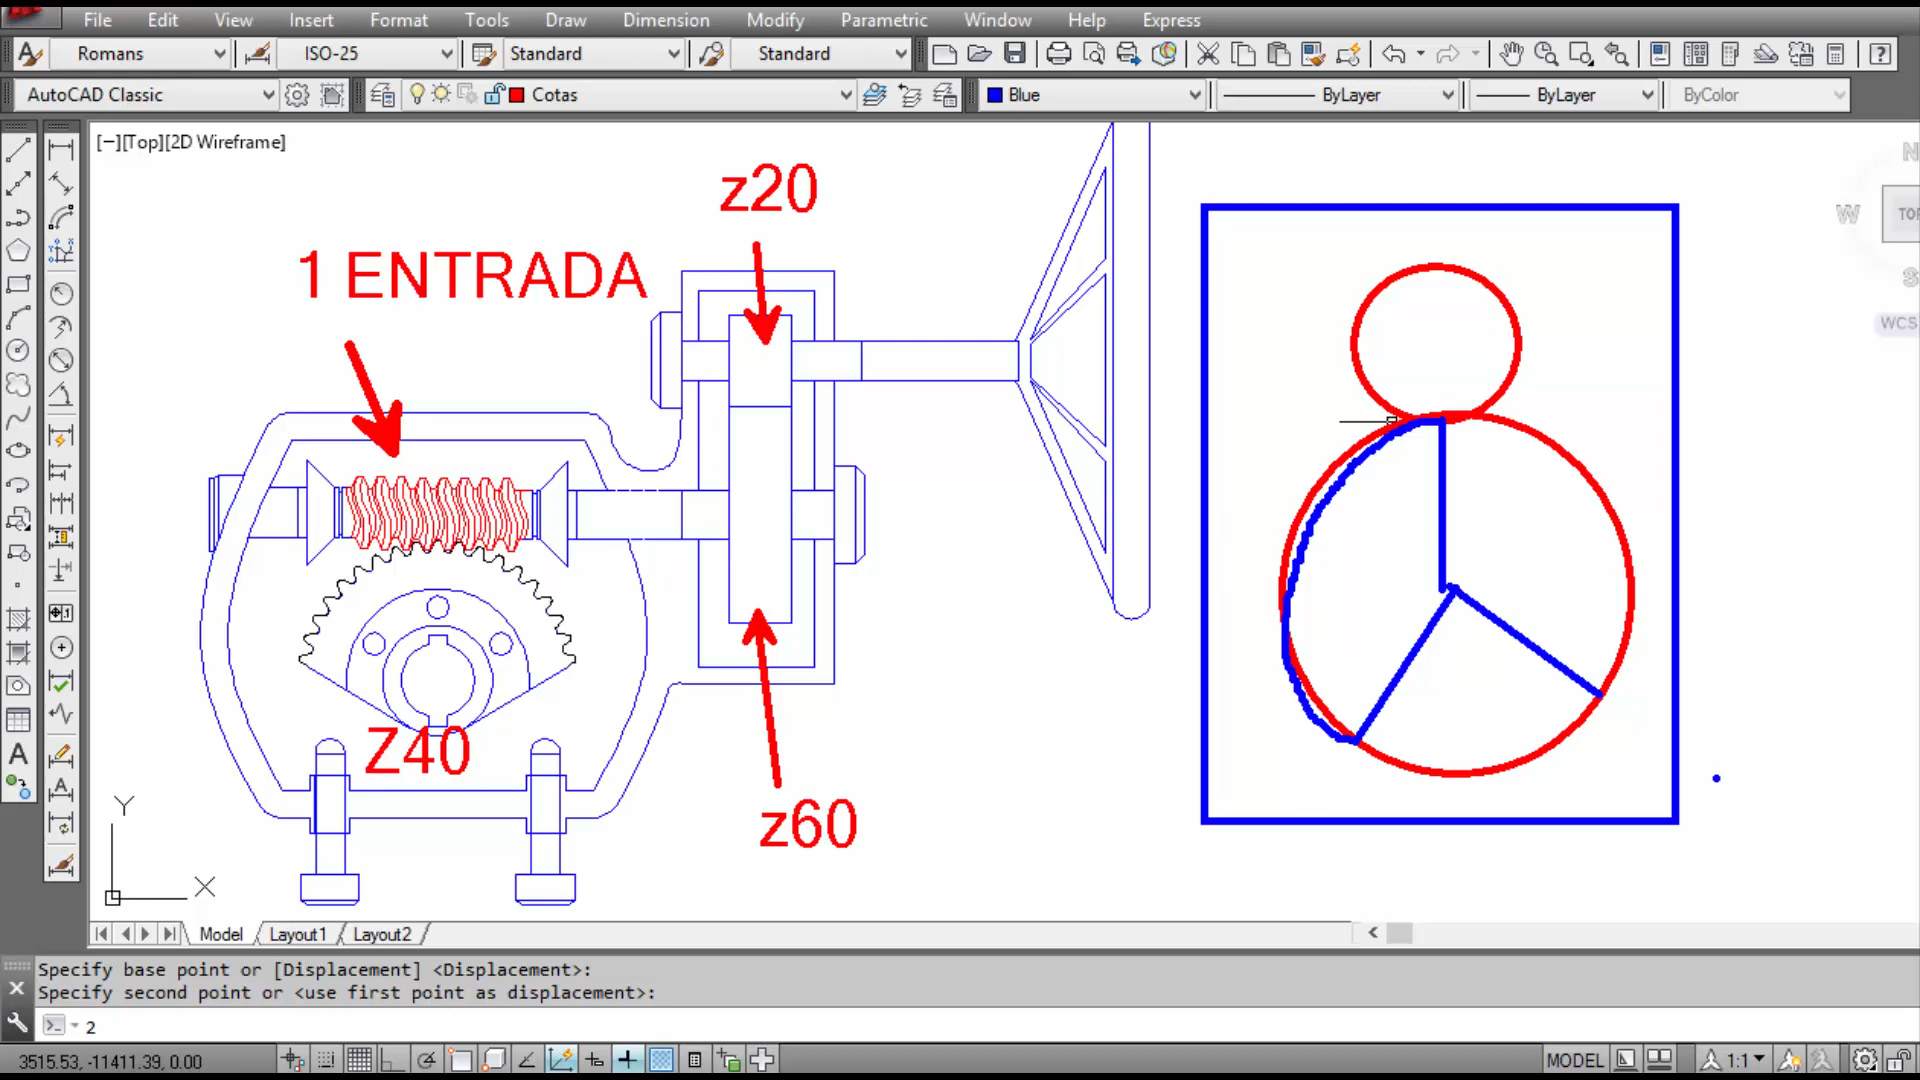 File Edit View Insert Format Tools Draw Dimension Modify Parametric Window Help Express
Romans ISO-25 Standard Standard
AutoCAD Classic Cotas Blue ByLayer ByLayer ByColor
[−][Top][2D Wireframe]
N
W TOP
S
WCS
z20
1 ENTRADA
Z40
z60
Y
X
Model Layout1 Layout2
Specify base point or [Displacement] <Displacement>:
Specify second point or <use first point as displacement>:
2
3515.53, -11411.39, 0.00 MODEL 1:1